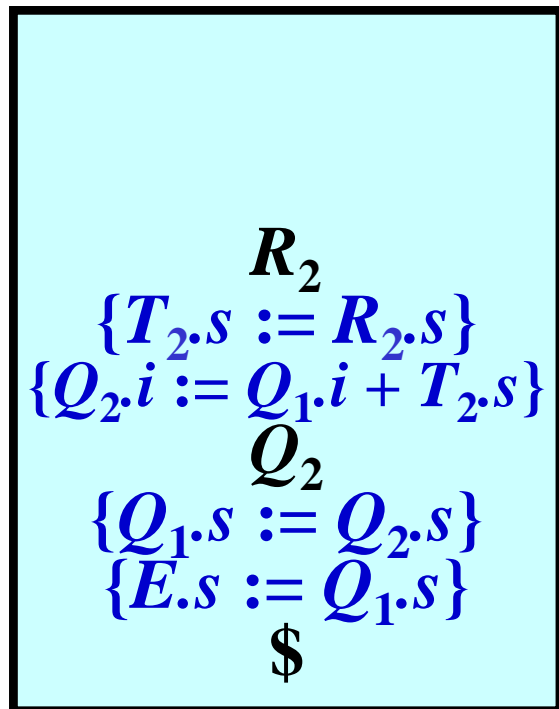 R₂
{T₂.s := R₂.s}
{Q₂.i := Q₁.i + T₂.s}
Q₂
{Q₁.s := Q₂.s}
{E.s := Q₁.s}
$